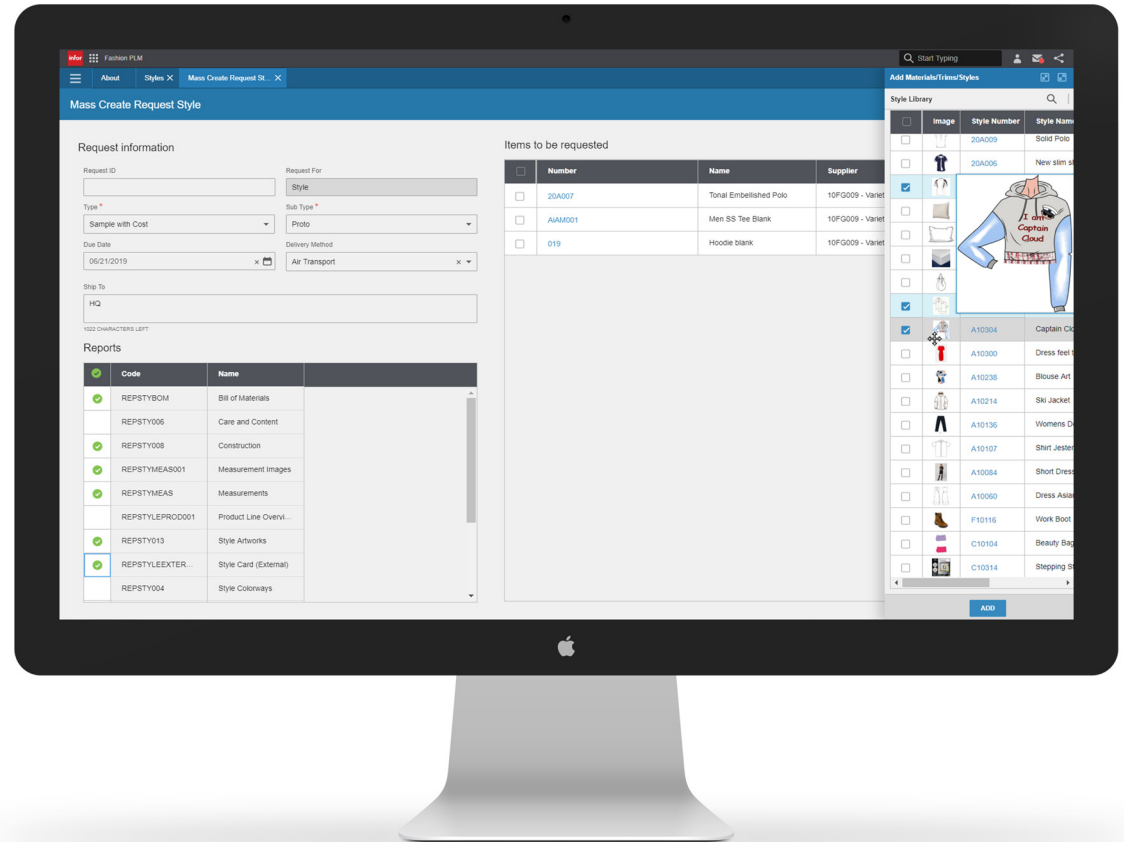 infor Fashion PLM
Start Typing
About Styles Mass Create Request St...
Mass Create Request Style
Request information
Request ID
Request For
Style
Type *
Sub Type *
Sample with Cost
Proto
Due Date
Delivery Method
06/21/2019
Air Transport
Ship To
HQ
1022 CHARACTERS LEFT
Reports
Code Name
REPSTYBOM Bill of Materials
REPSTY006 Care and Content
REPSTY008 Construction
REPSTYMEAS001 Measurement Images
REPSTYMEAS Measurements
REPSTYLEPROD001 Product Line Overvi...
REPSTY013 Style Artworks
REPSTYLEEXTER... Style Card (External)
REPSTY004 Style Colorways
Items to be requested
Number Name Supplier
20A007 Tonal Embellished Polo 10FG009 - Variet
AiAM001 Men SS Tee Blank 10FG009 - Variet
019 Hoodie blank 10FG009 - Variet
Add Materials/Trims/Styles
Style Library
Image Style Number Style Name
20A009 Solid Polo
20A006 New slim sl
I am
Captain
Cloud
A10304 Captain Clo
A10300 Dress feel t
A10238 Blouse Art
A10214 Ski Jacket
A10136 Womens D
A10107 Shirt Jester
A10084 Short Dress
A10060 Dress Asia
F10116 Work Boot
C10104 Beauty Bag
C10314 Stepping St
ADD